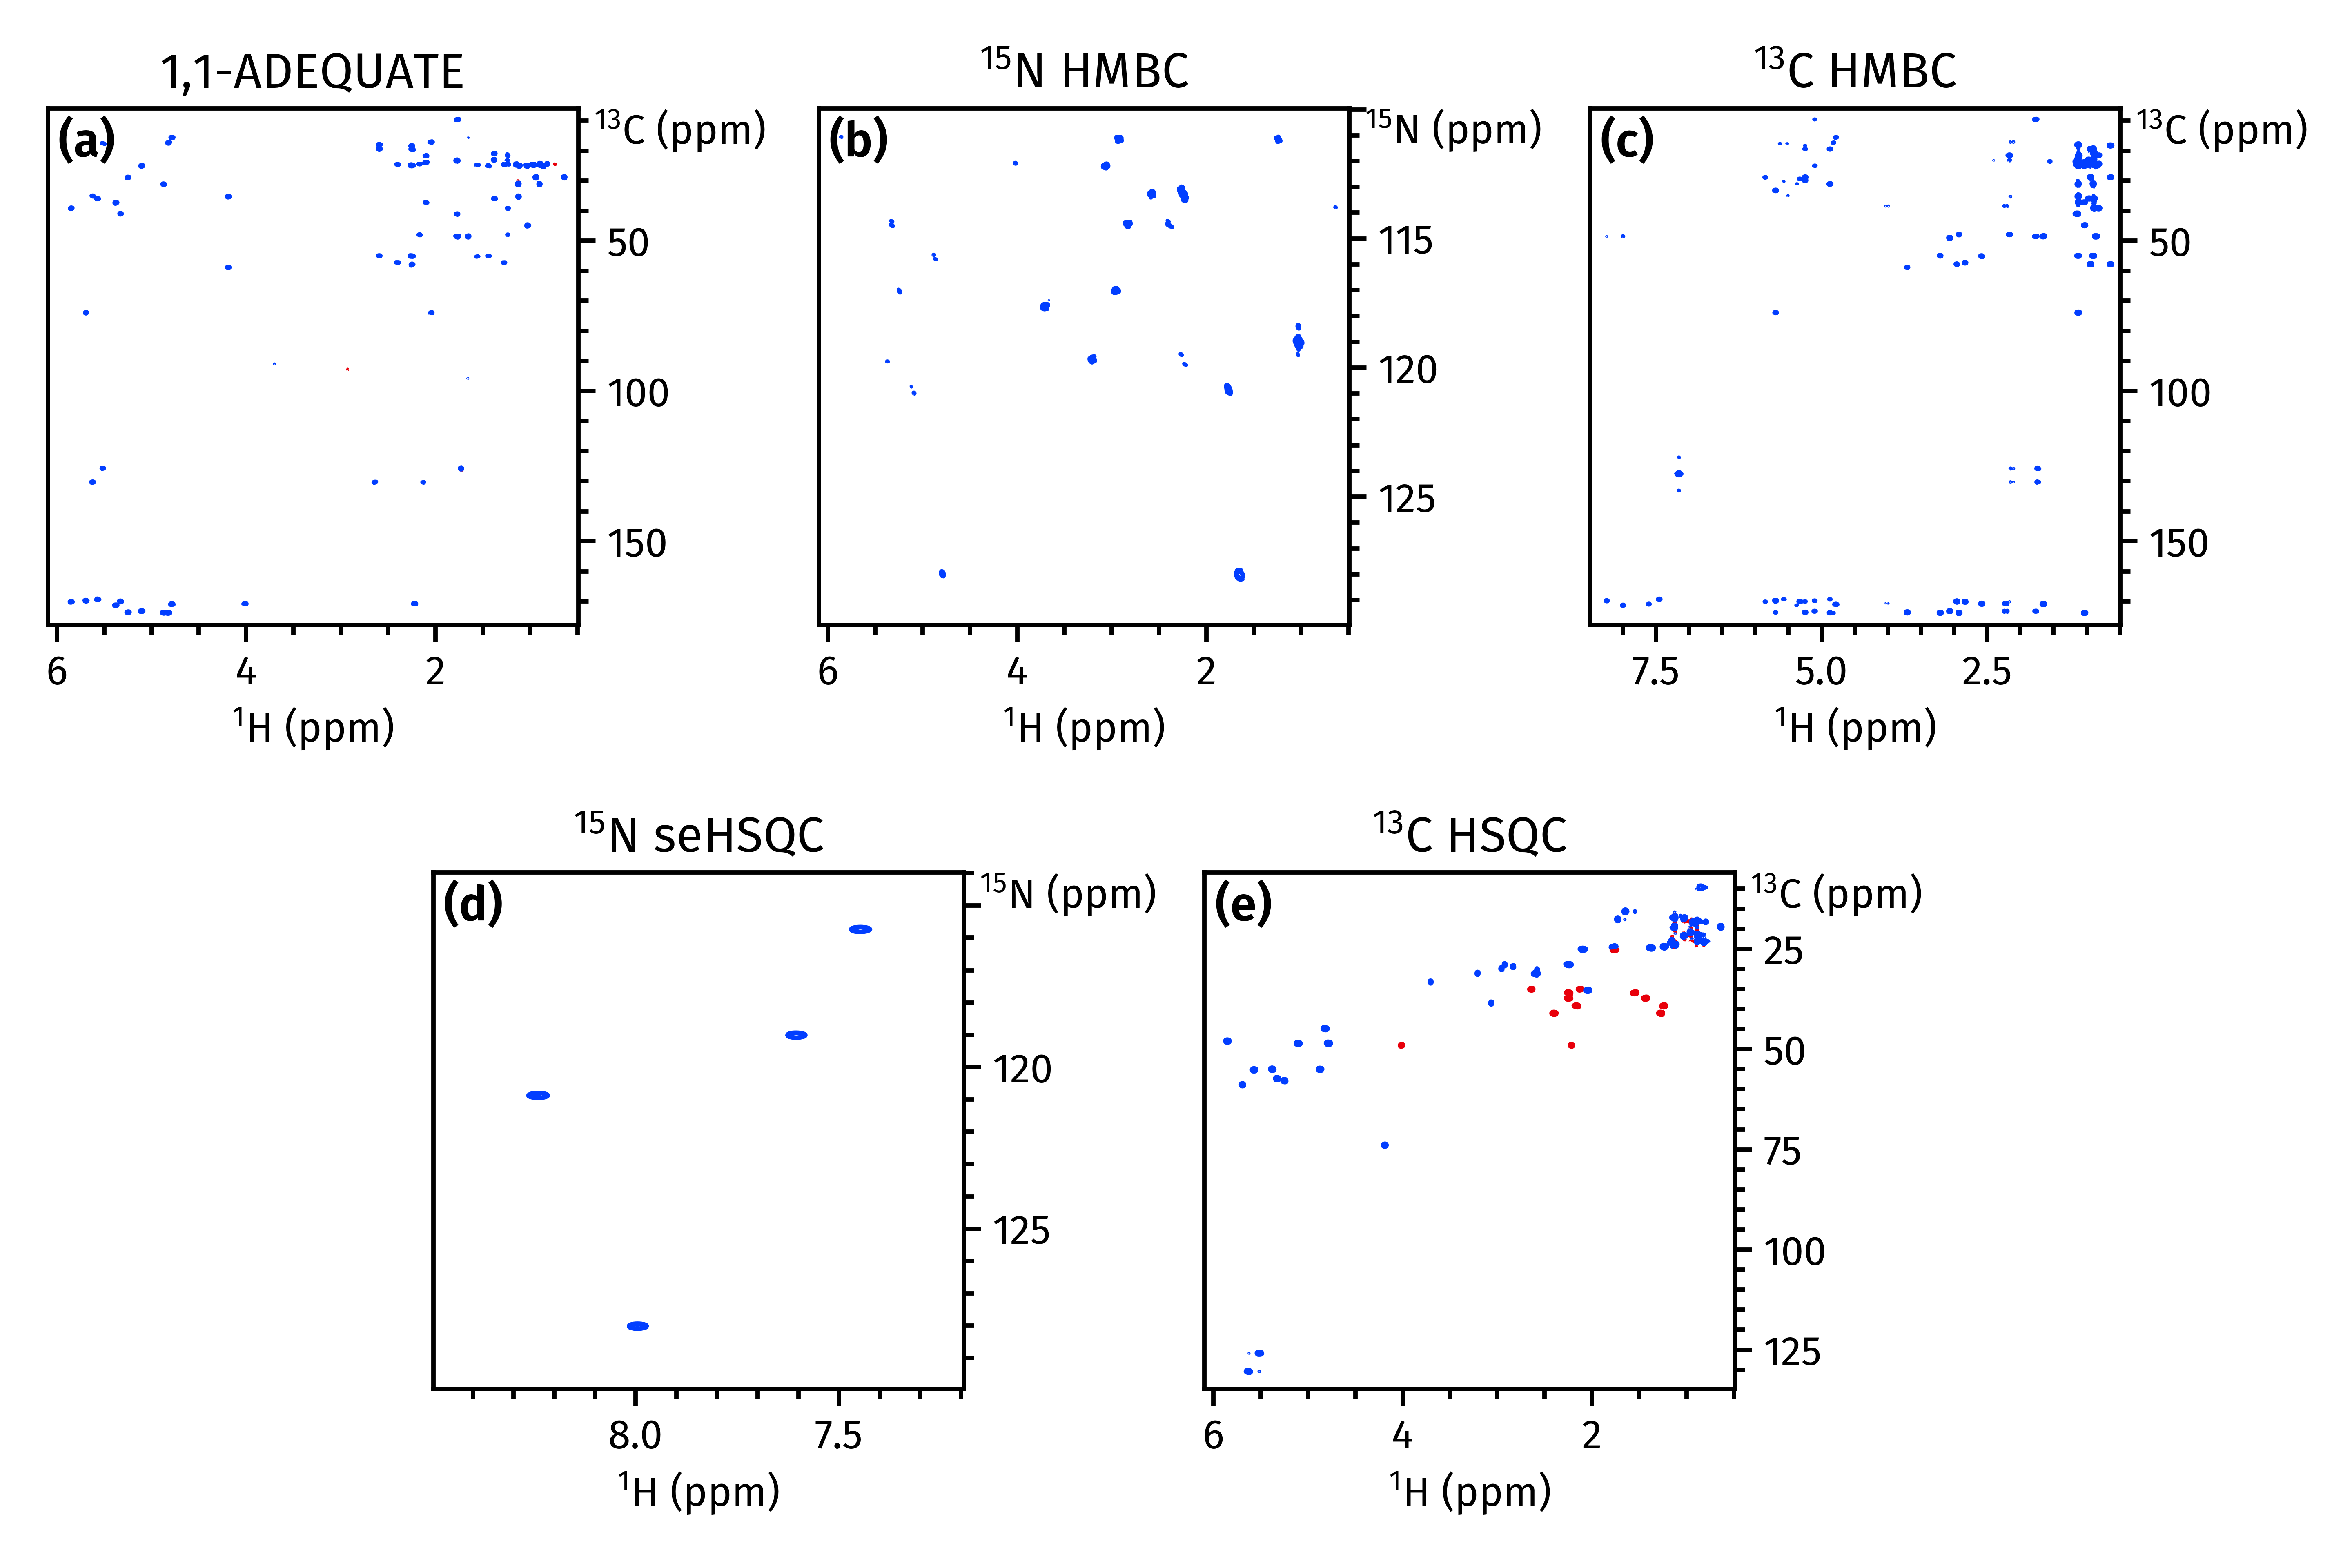 1,1-ADEQUATE
(a)
¹³C (ppm)
50
100
150
6 4 2
¹H (ppm)
¹⁵N HMBC
(b)
¹⁵N (ppm)
115
120
125
6 4 2
¹H (ppm)
¹³C HMBC
(c)
¹³C (ppm)
50
100
150
7.5 5.0 2.5
¹H (ppm)
¹⁵N seHSQC
(d)
¹⁵N (ppm)
120
125
8.0 7.5
¹H (ppm)
¹³C HSQC
(e)
¹³C (ppm)
25
50
75
100
125
6 4 2
¹H (ppm)